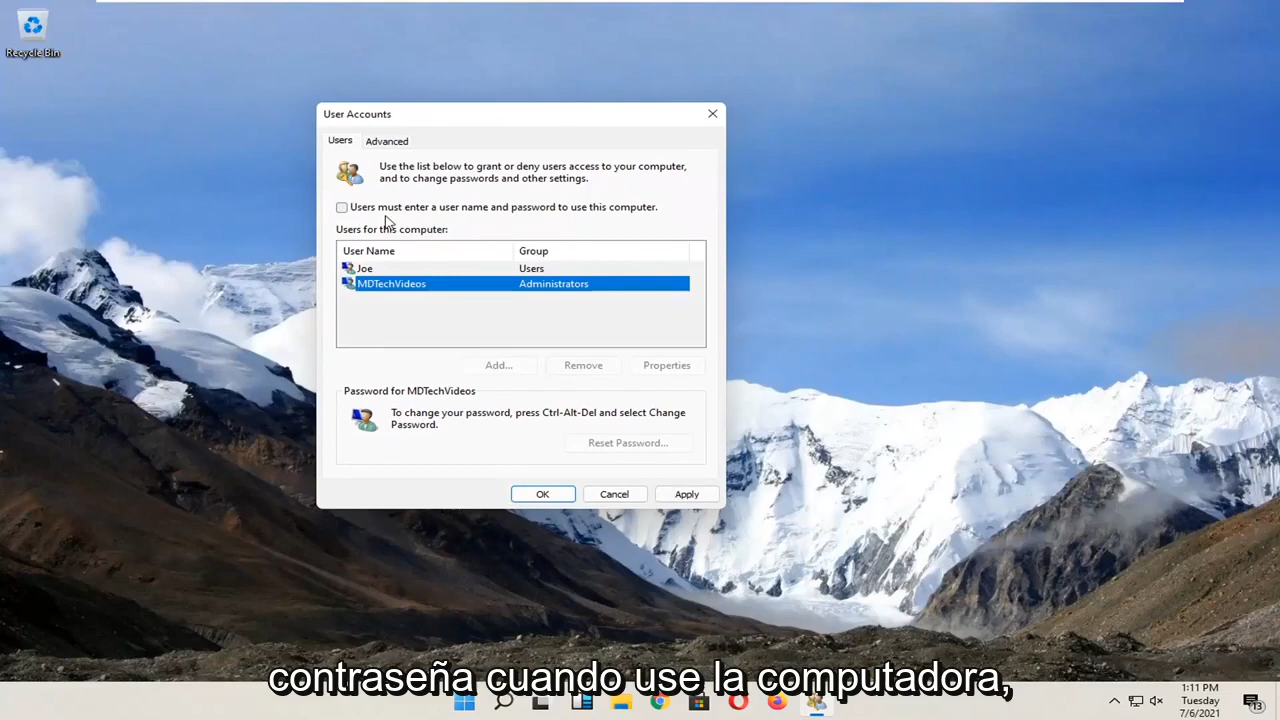 Recycle Bin
User Accounts
Users
Advanced
Use the list below to grant or deny users access to your computer,
and to change passwords and other settings.
Users must enter a user name and password to use this computer.
Users for this computer:
User Name Group
Joe Users
MDTechVideos Administrators
Add... Remove Properties
Password for MDTechVideos
To change your password, press Ctrl-Alt-Del and select Change
Password.
Reset Password...
OK Cancel Apply
contraseña cuando use la computadora,
1:11 PM
Tuesday
7/6/2021
13